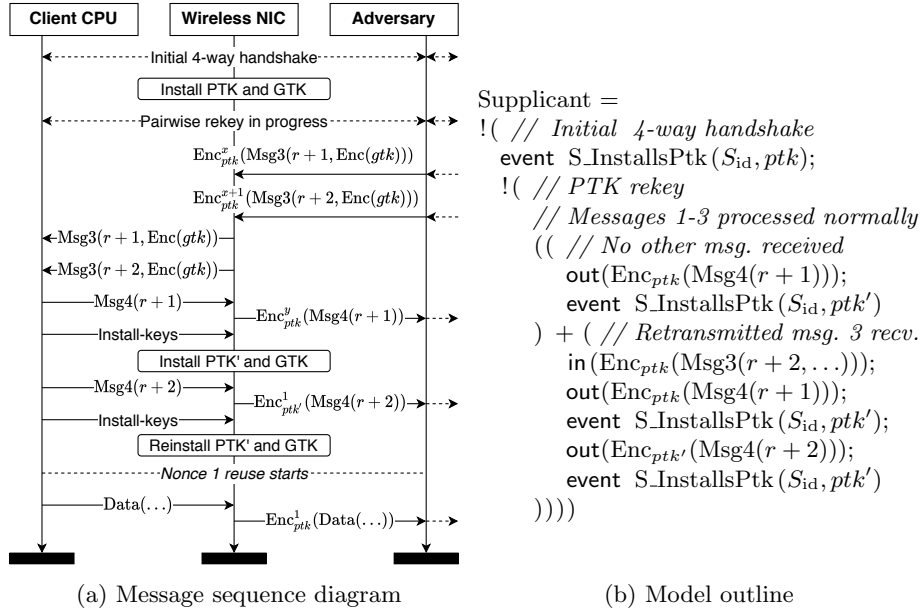 Client CPU
Wireless NIC
Adversary
Initial 4-way handshake
Install PTK and GTK
Pairwise rekey in progress
Enc^x_ptk(Msg3(r + 1, Enc(gtk)))
Enc^{x+1}_ptk(Msg3(r + 2, Enc(gtk)))
Msg3(r + 1, Enc(gtk))
Msg3(r + 2, Enc(gtk))
Msg4(r + 1)
Enc^y_ptk(Msg4(r + 1))
Install-keys
Install PTK' and GTK
Msg4(r + 2)
Enc^1_ptk'(Msg4(r + 2))
Install-keys
Reinstall PTK' and GTK
Nonce 1 reuse starts
Data(...)
Enc^1_ptk(Data(...))
(a) Message sequence diagram
Supplicant =
!( // Initial 4-way handshake
event S_InstallsPtk(S_id, ptk);
!( // PTK rekey
// Messages 1-3 processed normally
(( // No other msg. received
out(Enc_ptk(Msg4(r + 1)));
event S_InstallsPtk(S_id, ptk')
) + ( // Retransmitted msg. 3 recv.
in(Enc_ptk(Msg3(r + 2, ...)));
out(Enc_ptk(Msg4(r + 1)));
event S_InstallsPtk(S_id, ptk');
out(Enc_ptk'(Msg4(r + 2)));
event S_InstallsPtk(S_id, ptk')
))))
(b) Model outline